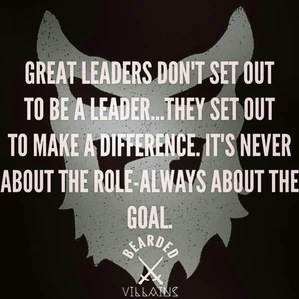 GREAT LEADERS DON'T SET OUT
TO BE A LEADER...THEY SET OUT
TO MAKE A DIFFERENCE. IT'S NEVER
ABOUT THE ROLE-ALWAYS ABOUT THE
GOAL.
BEARDED
VILLAINS